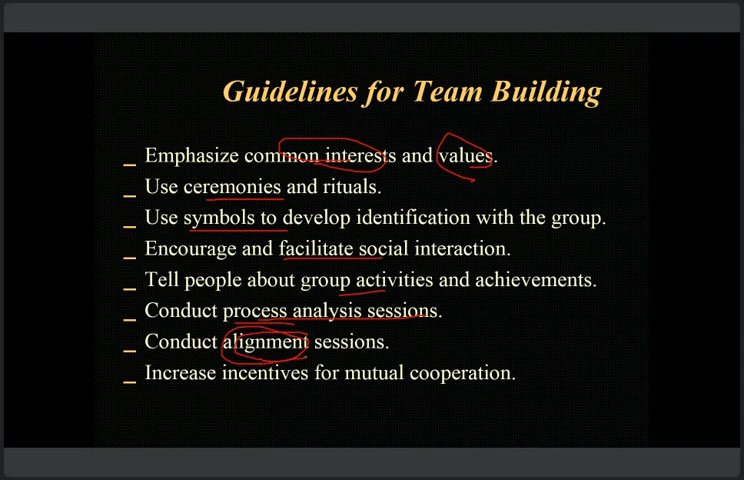 Guidelines for Team Building
_ Emphasize common interests and values.
_ Use ceremonies and rituals.
_ Use symbols to develop identification with the group.
_ Encourage and facilitate social interaction.
_ Tell people about group activities and achievements.
_ Conduct process analysis sessions.
_ Conduct alignment sessions.
_ Increase incentives for mutual cooperation.